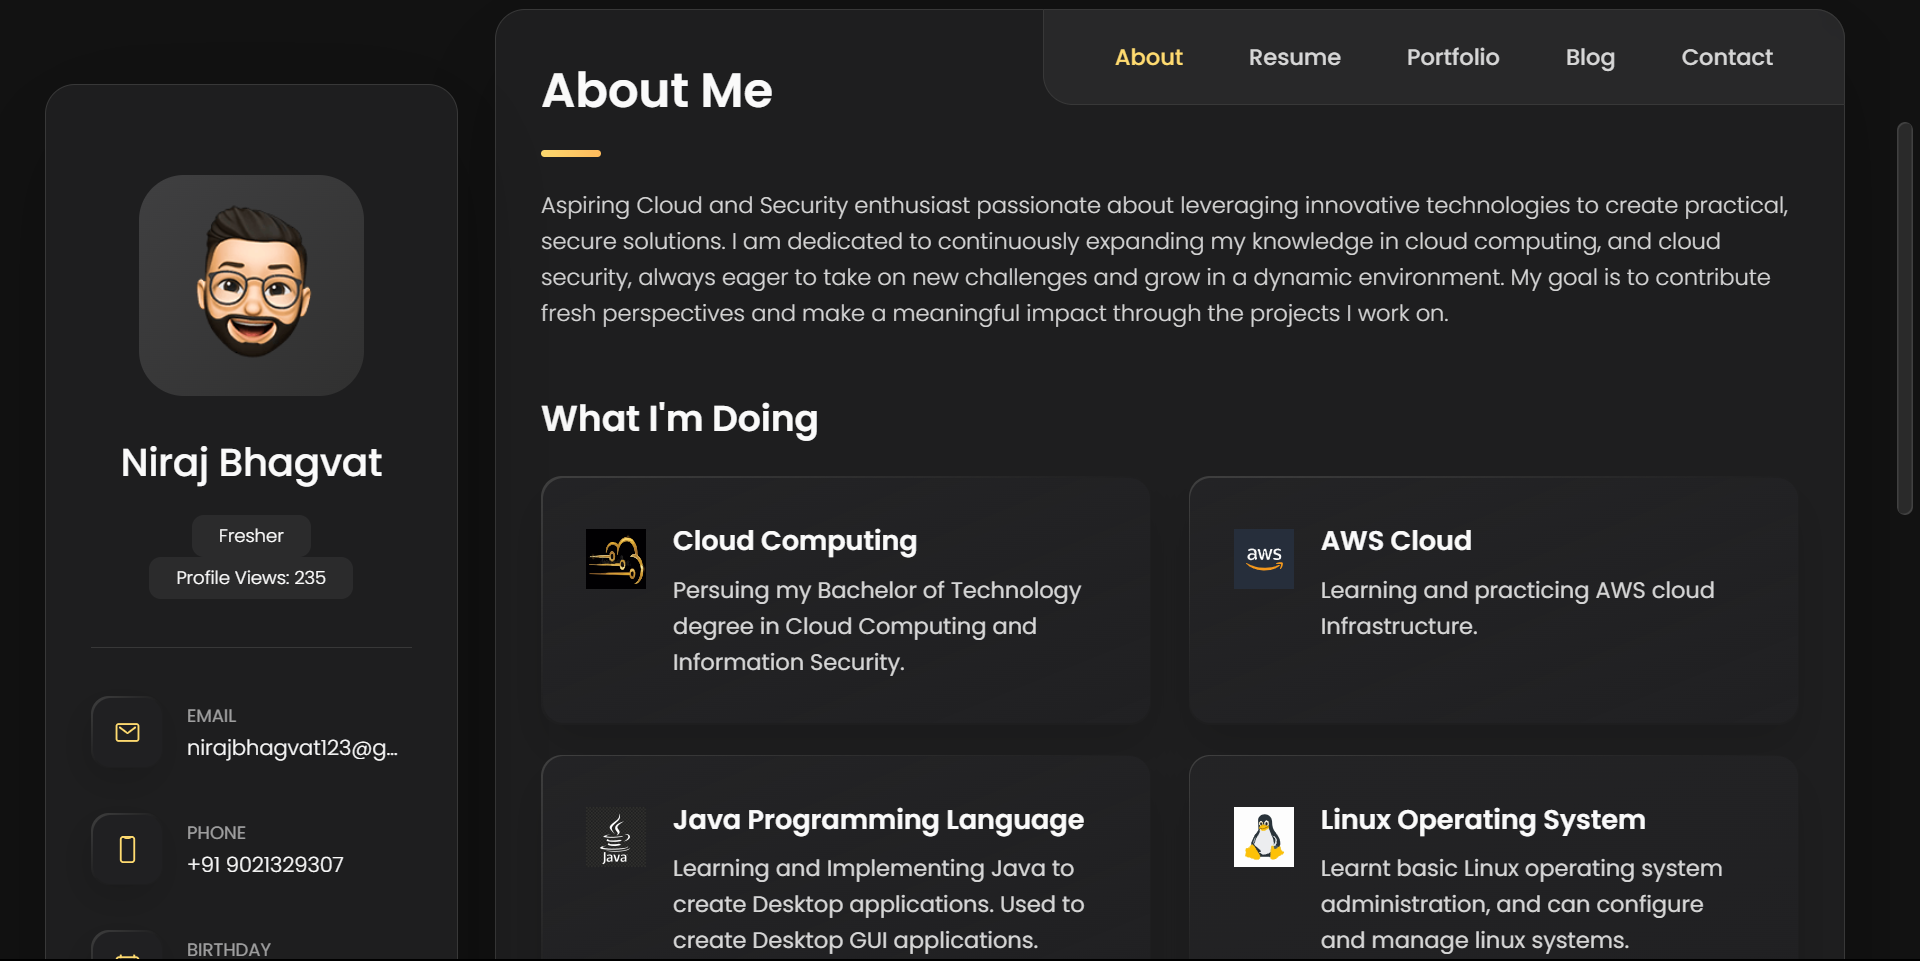 About
Resume
Portfolio
Blog
Contact
Niraj Bhagvat
Fresher
Profile Views: 235
EMAIL
nirajbhagvat123@g...
PHONE
+91 9021329307
BIRTHDAY
About Me
Aspiring Cloud and Security enthusiast passionate about leveraging innovative technologies to create practical,
secure solutions. I am dedicated to continuously expanding my knowledge in cloud computing, and cloud
security, always eager to take on new challenges and grow in a dynamic environment. My goal is to contribute
fresh perspectives and make a meaningful impact through the projects I work on.
What I'm Doing
Cloud Computing
Persuing my Bachelor of Technology
degree in Cloud Computing and
Information Security.
aws
AWS Cloud
Learning and practicing AWS cloud
Infrastructure.
Java
Java Programming Language
Learning and Implementing Java to
create Desktop applications. Used to
create Desktop GUI applications.
Linux Operating System
Learnt basic Linux operating system
administration, and can configure
and manage linux systems.